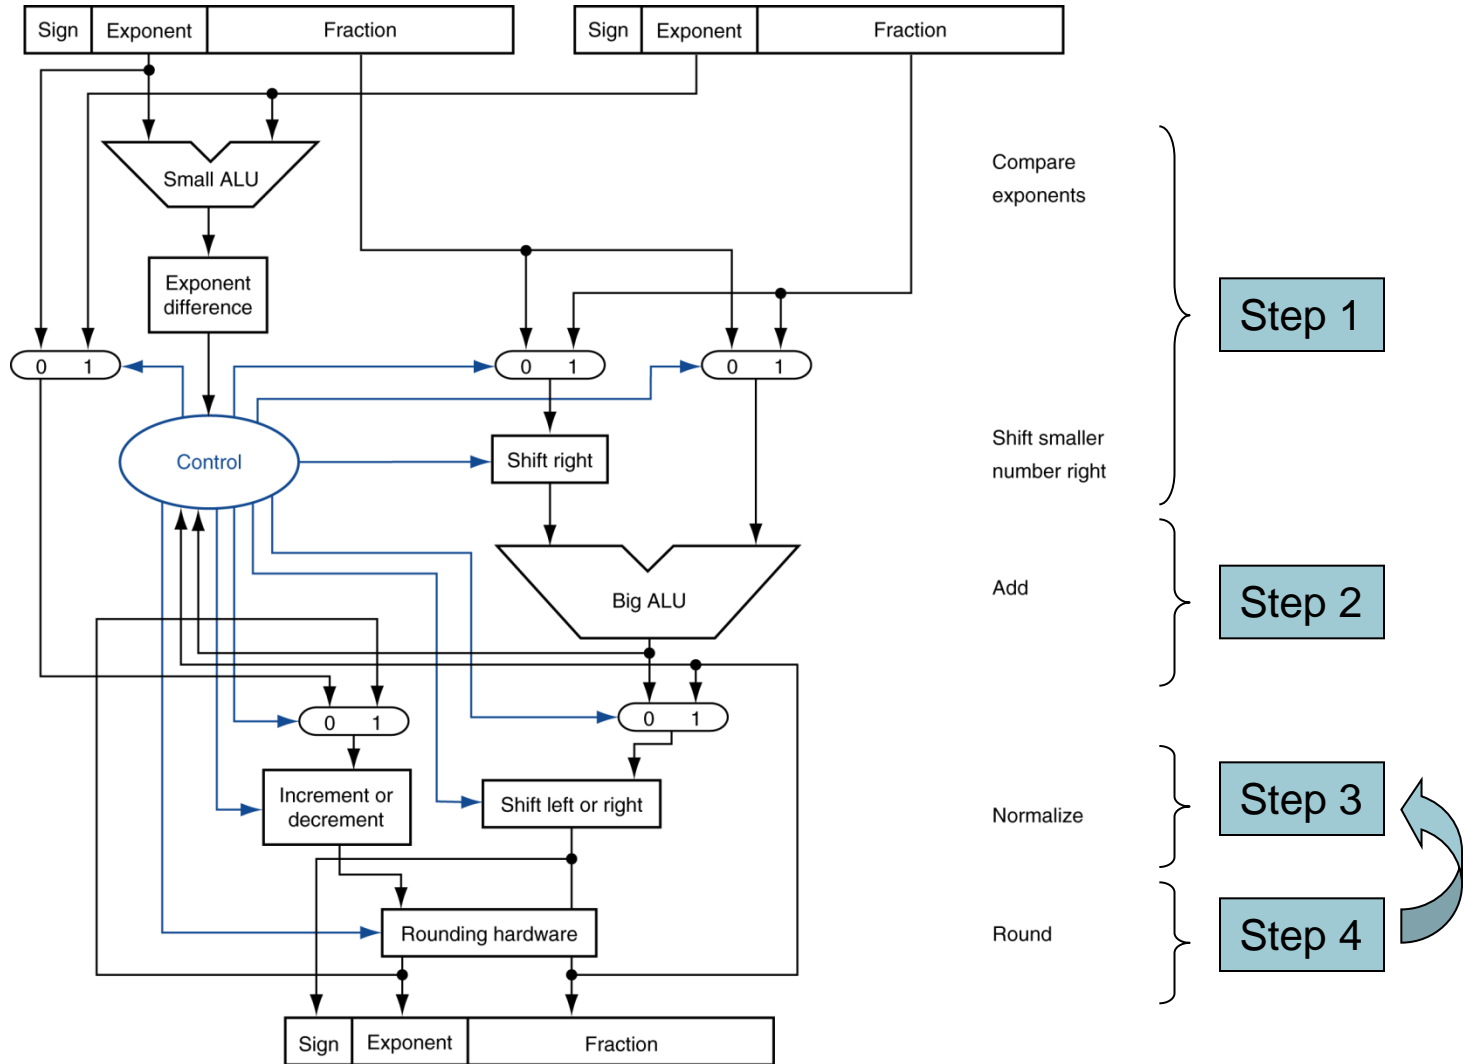 Sign Exponent Fraction
Sign Exponent Fraction
Small ALU
Compare
exponents
Exponent
difference
Step 1
0 1
0 1
0 1
Control
Shift right
Shift smaller
number right
Big ALU
Add
Step 2
0 1
0 1
Increment or
decrement
Shift left or right
Normalize
Step 3
Rounding hardware
Round
Step 4
Sign Exponent Fraction